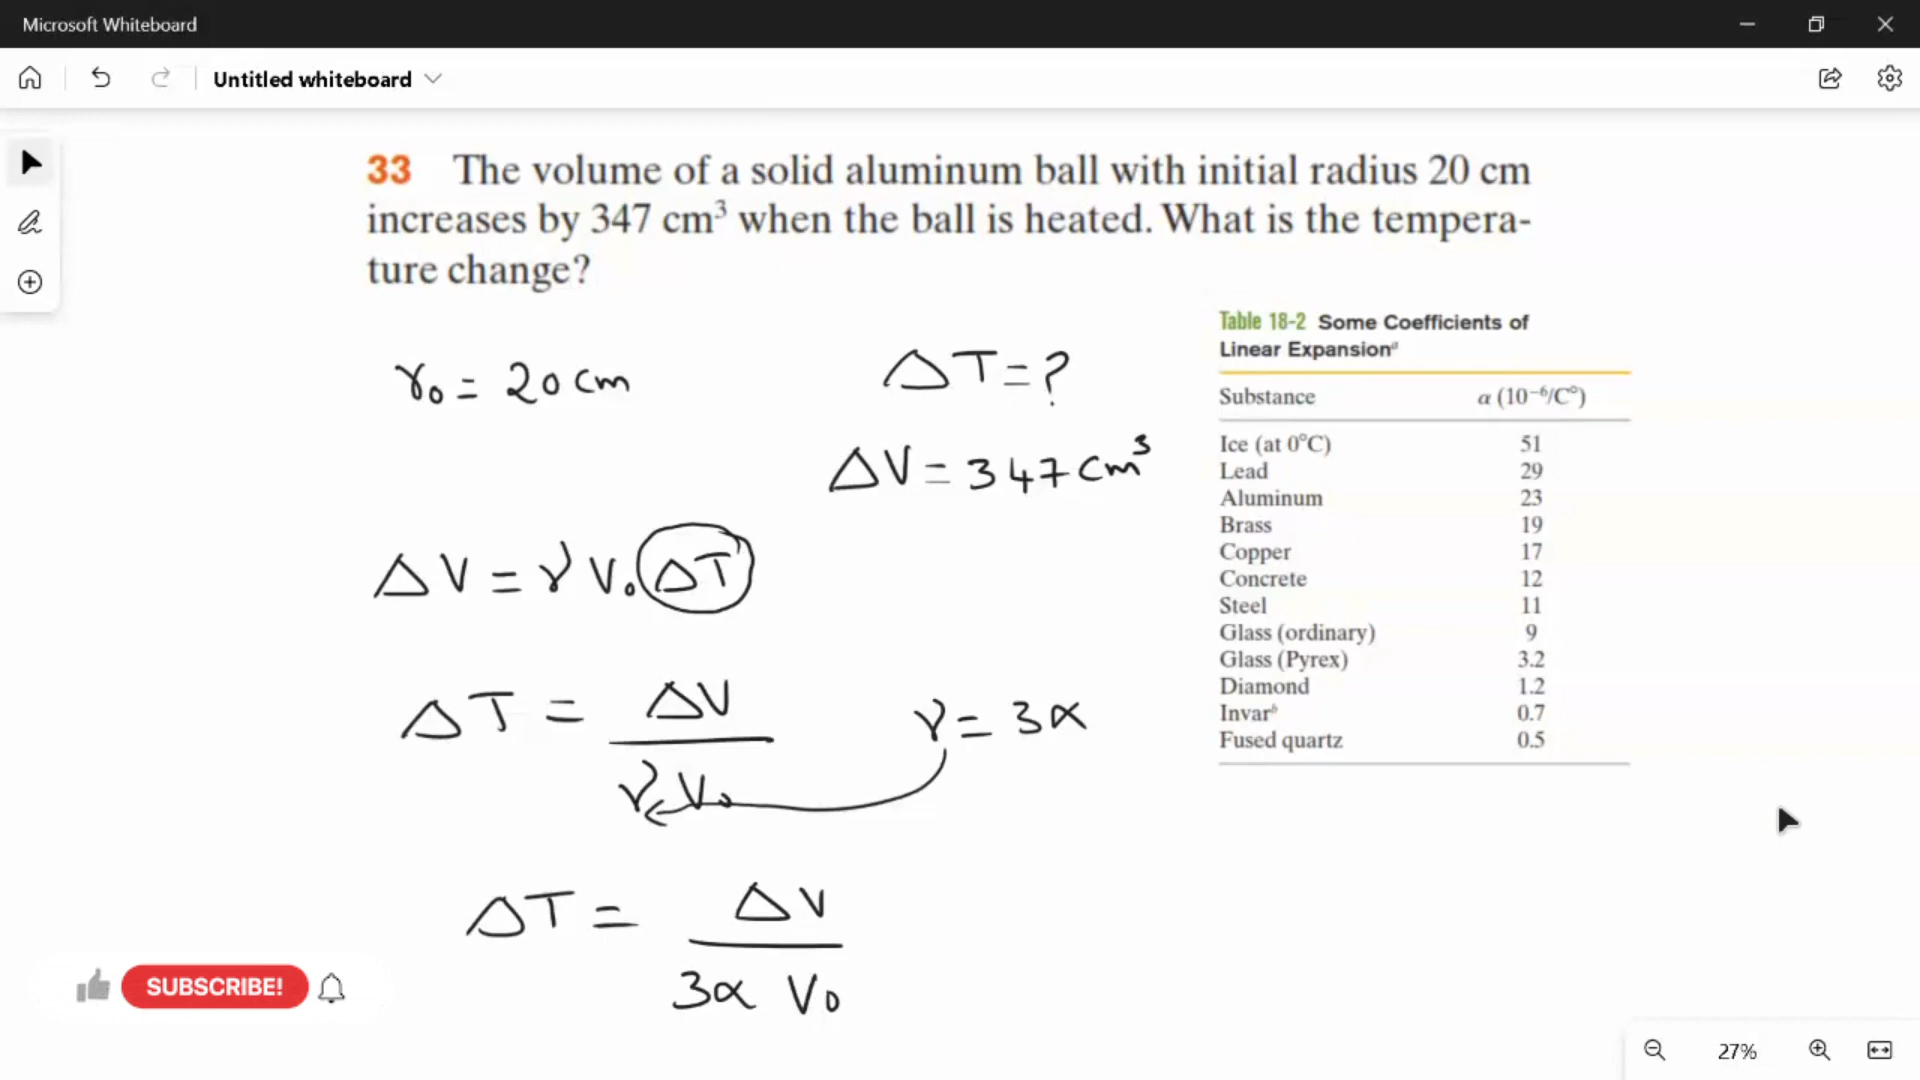 Microsoft Whiteboard
Untitled whiteboard
33 The volume of a solid aluminum ball with initial radius 20 cm
increases by 347 cm³ when the ball is heated. What is the tempera-
ture change?
r₀ = 20 cm
ΔT = ?
ΔV = 347 cm³
ΔV = γ V₀ ΔT
ΔT = ΔV / γ V₀
γ = 3α
ΔT = ΔV / 3α V₀
Table 18-2 Some Coefficients of
Linear Expansionᵃ
Substance α (10⁻⁶/C°)
Ice (at 0°C) 51
Lead 29
Aluminum 23
Brass 19
Copper 17
Concrete 12
Steel 11
Glass (ordinary) 9
Glass (Pyrex) 3.2
Diamond 1.2
Invarᵇ 0.7
Fused quartz 0.5
SUBSCRIBE!
27%